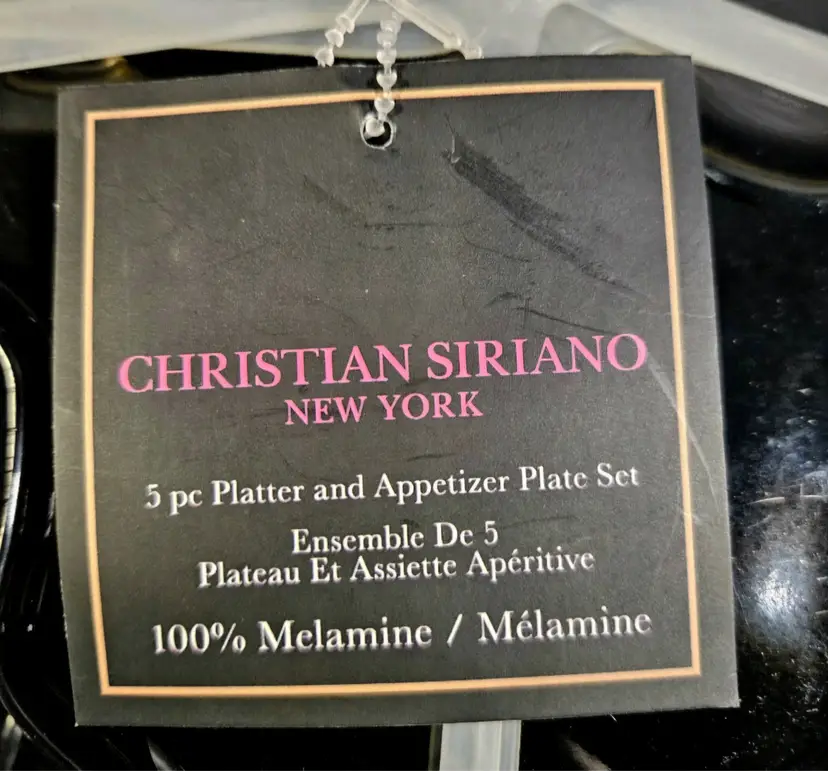 CHRISTIAN SIRIANO
NEW YORK
5 pc Platter and Appetizer Plate Set
Ensemble De 5
Plateau Et Assiette Apéritive
100% Melamine / Mélamine